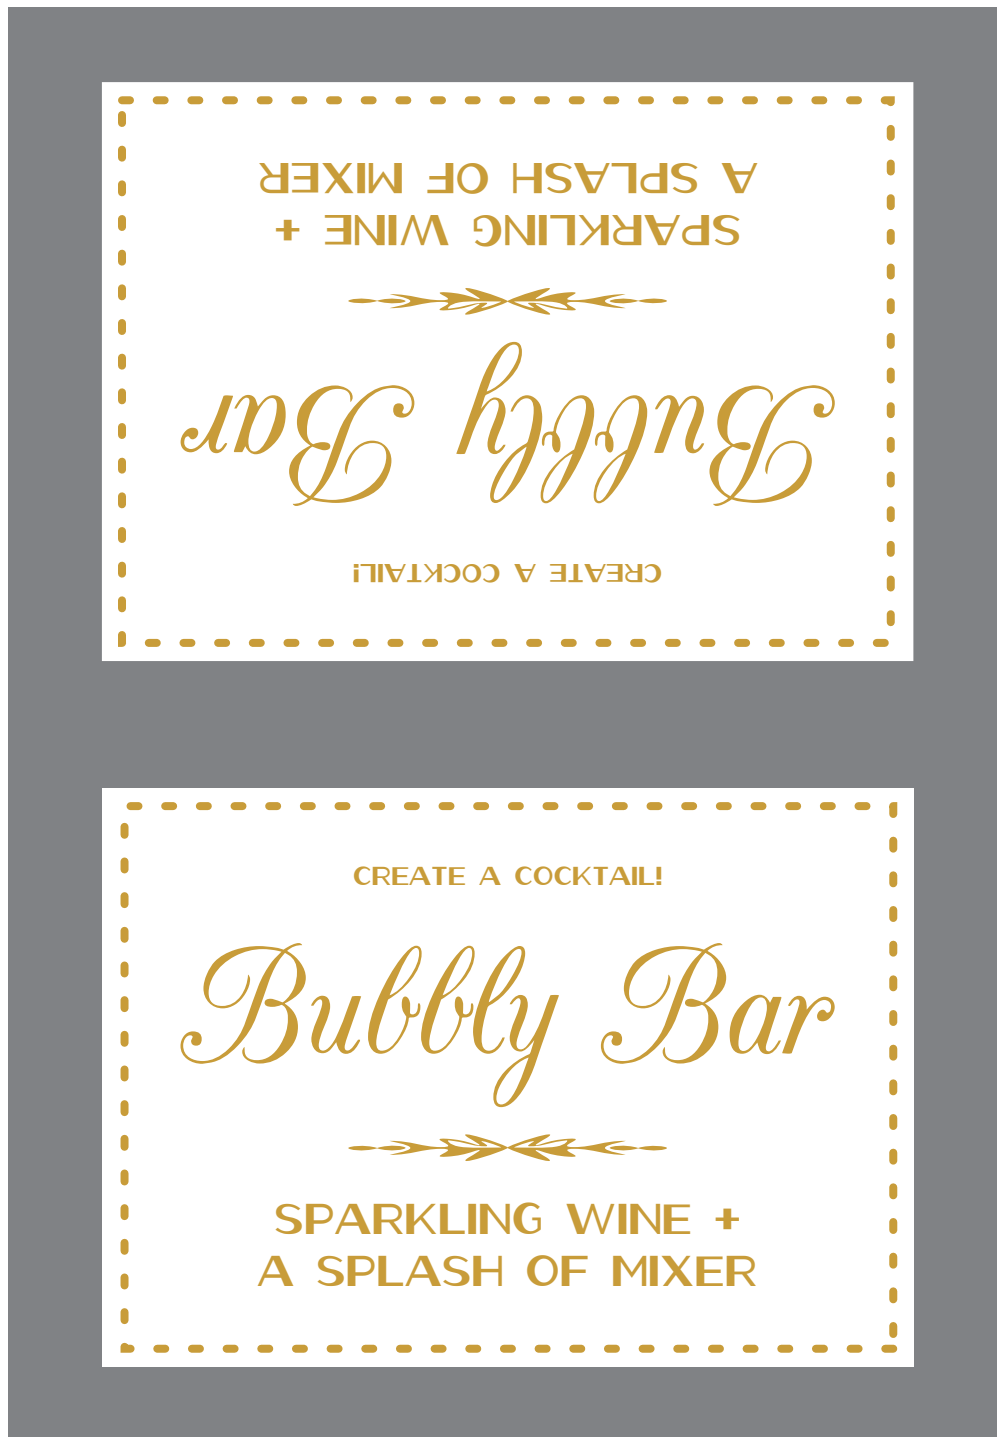 A SPLASH OF MIXER
SPARKLING WINE +
Bubbly Bar
CREATE A COCKTAIL!
CREATE A COCKTAIL!
Bubbly Bar
SPARKLING WINE +
A SPLASH OF MIXER